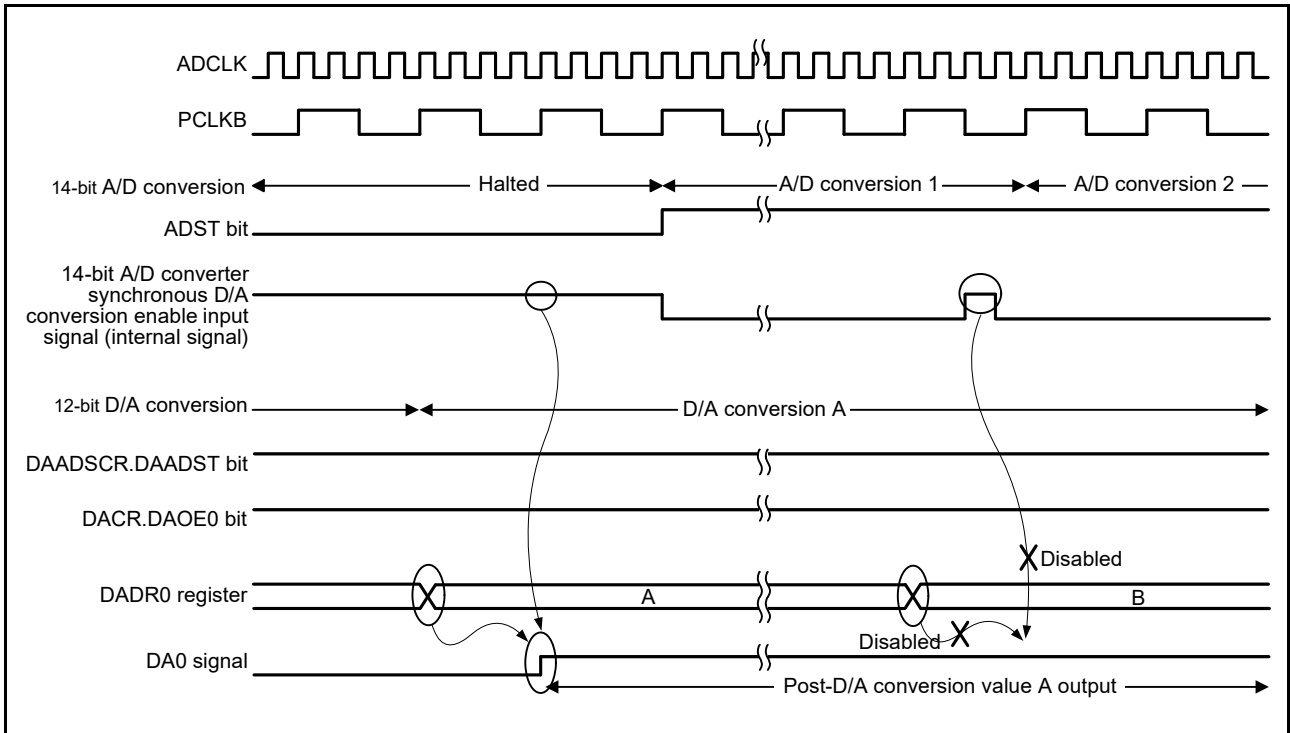 ADCLK
PCLKB
14-bit A/D conversion
Halted
A/D conversion 1
A/D conversion 2
ADST bit
14-bit A/D converter
synchronous D/A
conversion enable input
signal (internal signal)
12-bit D/A conversion
D/A conversion A
DAADSCR.DAADST bit
DACR.DAOE0 bit
Disabled
DADR0 register
A
B
Disabled
DA0 signal
Post-D/A conversion value A output